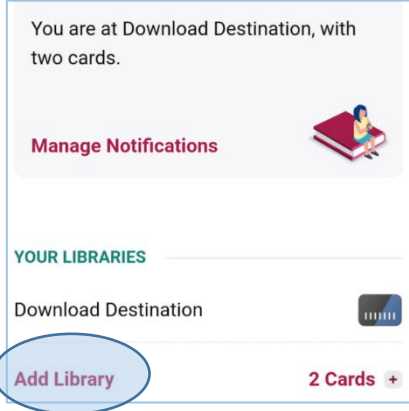 You are at Download Destination, with
two cards.
Manage Notifications
YOUR LIBRARIES
Download Destination
Add Library 2 Cards +